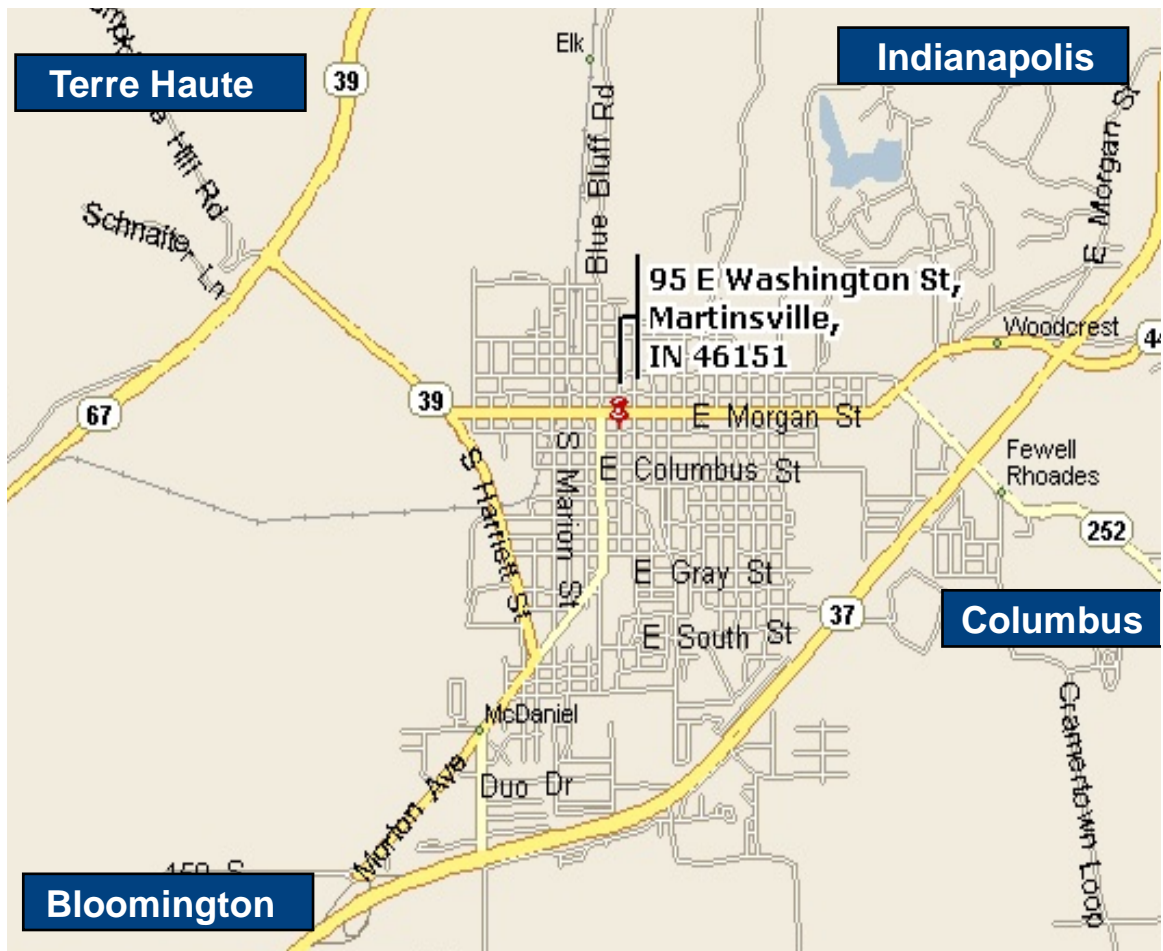 Elk
Terre Haute
39
Indianapolis
Hill Rd
Blue Bluff Rd
E Morgan St
Schnaiter Ln
95 E Washington St,
Martinsville,
IN 46151
Woodcrest
44
67
39
E Morgan St
Fewell
Rhoades
E Columbus St
S Marion St
S Harriett St
252
E Gray St
37
Columbus
E South St
McDaniel
Duo Dr
Morton Ave
Cramertown Loop
Bloomington